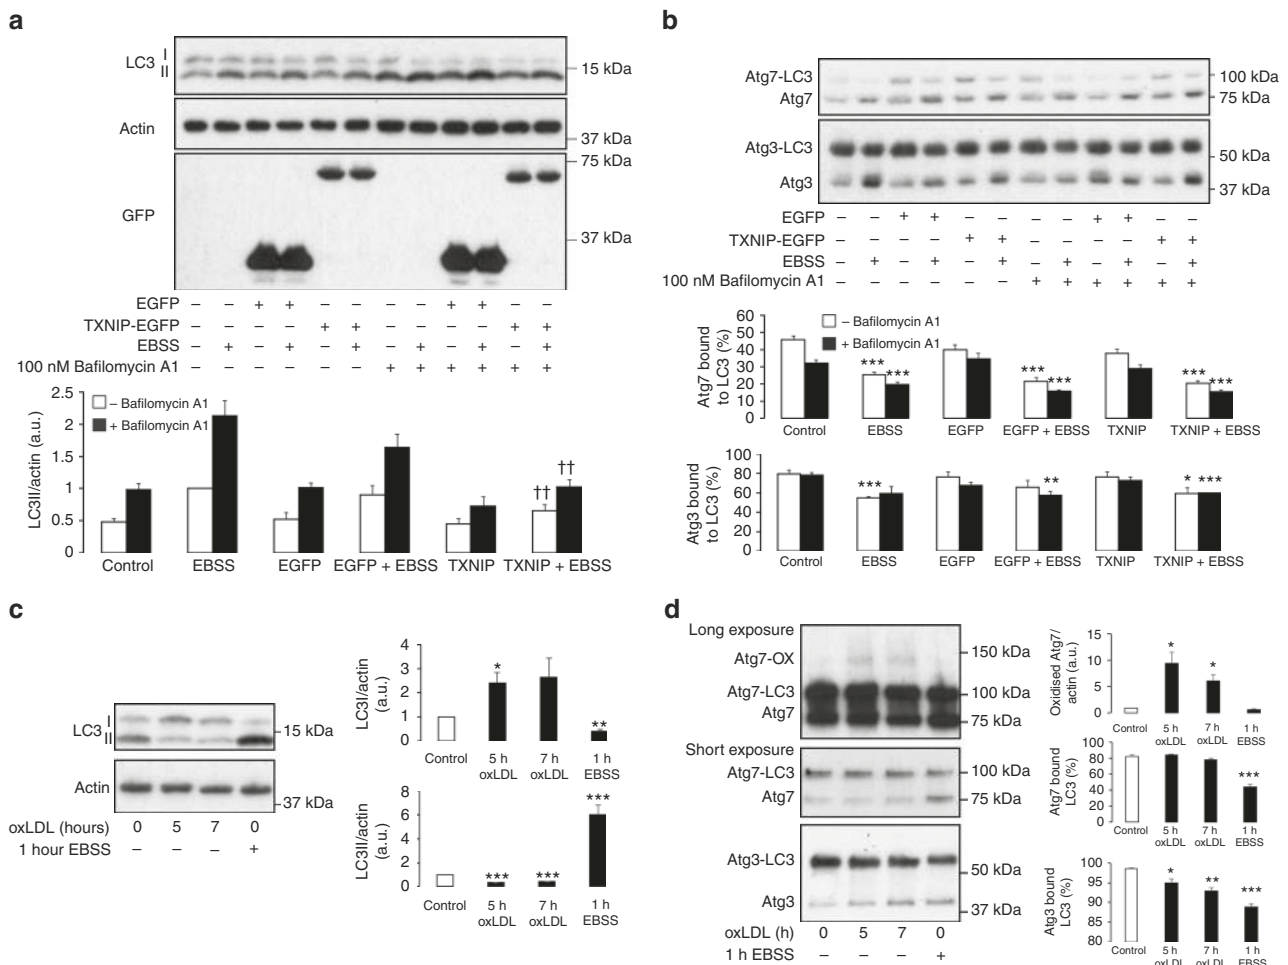 a
LC3 I
II
15 kDa
Actin
37 kDa
75 kDa
GFP
37 kDa
EGFP – – + + – – – – + + – –
TXNIP-EGFP – – – – + + – – – – + +
EBSS – + – + – + – + – + – +
100 nM Bafilomycin A1 – – – – – – + + + + + +
LC3II/actin (a.u.)
2.5
2
1.5
1
0.5
0
– Bafilomycin A1
+ Bafilomycin A1
†† ††
Control EBSS EGFP EGFP + EBSS TXNIP TXNIP + EBSS
b
Atg7-LC3
100 kDa
Atg7
75 kDa
Atg3-LC3
50 kDa
Atg3
37 kDa
EGFP – – + + – – – – + + – –
TXNIP-EGFP – – – – + + – – – – + +
EBSS – + – + – + – + – + – +
100 nM Bafilomycin A1 – – – – – – + + + + + +
Atg7 bound
to LC3 (%)
60
50
40
30
20
10
0
– Bafilomycin A1
+ Bafilomycin A1
*** *** *** *** *** ***
Control EBSS EGFP EGFP + EBSS TXNIP TXNIP + EBSS
Atg3 bound
to LC3 (%)
100
80
60
40
20
0
*** ** * ***
Control EBSS EGFP EGFP + EBSS TXNIP TXNIP + EBSS
c
LC3 I
II
15 kDa
Actin
37 kDa
oxLDL (hours) 0 5 7 0
1 hour EBSS – – – +
LC3I/actin
(a.u.)
4
3
2
1
0
* **
Control 5 h 7 h 1 h
oxLDL oxLDL EBSS
LC3II/actin
(a.u.)
8
6
4
2
0
*** *** ***
Control 5 h 7 h 1 h
oxLDL oxLDL EBSS
d
Long exposure
Atg7-OX
150 kDa
Atg7-LC3
100 kDa
Atg7
75 kDa
Short exposure
Atg7-LC3
100 kDa
Atg7
75 kDa
Atg3-LC3
50 kDa
Atg3
37 kDa
oxLDL (h) 0 5 7 0
1 h EBSS – – – +
Oxidised Atg7/
actin (a.u.)
15
10
5
0
* *
Control 5 h 7 h 1 h
oxLDL oxLDL EBSS
Atg7 bound
LC3 (%)
100
80
60
40
20
0
***
Control 5 h 7 h 1 h
oxLDL oxLDL EBSS
Atg3 bound
LC3 (%)
100
95
90
85
80
* ** ***
Control 5 h 7 h 1 h
oxLDL oxLDL EBSS